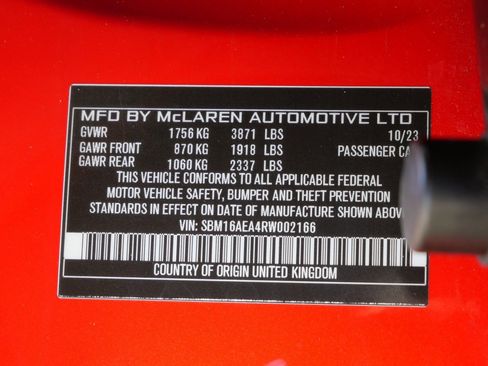 MFD BY McLAREN AUTOMOTIVE LTD
GVWR 1756 KG 3871 LBS 10/23
GAWR FRONT 870 KG 1918 LBS PASSENGER CA
GAWR REAR 1060 KG 2337 LBS
THIS VEHICLE CONFORMS TO ALL APPLICABLE FEDERAL
MOTOR VEHICLE SAFETY, BUMPER AND THEFT PREVENTION
STANDARDS IN EFFECT ON DATE OF MANUFACTURE SHOWN ABOVE
VIN: SBM16AEA4RW002166
COUNTRY OF ORIGIN UNITED KINGDOM